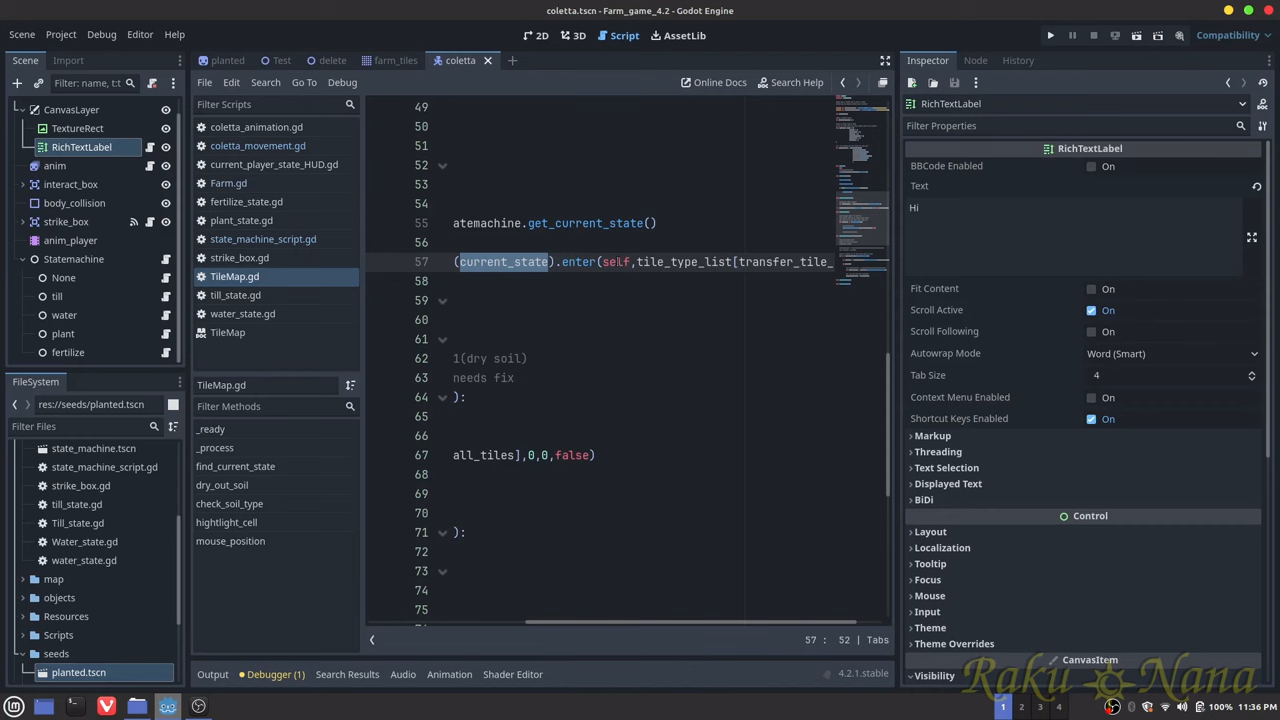 coletta.tscn - Farm_game_4.2 - Godot Engine
Scene Project Debug Editor Help
2D 3D Script AssetLib
Compatibility
Scene Import
Filter: name, t:t
CanvasLayer
TextureRect
RichTextLabel
anim
interact_box
body_collision
strike_box
anim_player
Statemachine
None
till
water
plant
fertilize
FileSystem
res://seeds/planted.tscn
Filter Files
state_machine.tscn
state_machine_script.gd
strike_box.gd
till_state.gd
Till_state.gd
Water_state.gd
water_state.gd
map
objects
Resources
Scripts
seeds
planted.tscn
planted Test delete farm_tiles coletta
File Edit Search Go To Debug
Online Docs Search Help
Filter Scripts
coletta_animation.gd
coletta_movement.gd
current_player_state_HUD.gd
Farm.gd
fertilize_state.gd
plant_state.gd
state_machine_script.gd
strike_box.gd
TileMap.gd
till_state.gd
water_state.gd
TileMap
TileMap.gd
Filter Methods
_ready
_process
find_current_state
dry_out_soil
check_soil_type
hightlight_cell
mouse_position
49
50
51
52
53
54
55 atemachine.get_current_state()
56
57 (current_state).enter(self,tile_type_list[transfer_tile_
58
59
60
61
62 1(dry soil)
63 needs fix
64 ):
65
66
67 all_tiles],0,0,false)
68
69
70
71 ):
72
73
74
75
57 : 52 | Tabs
Output Debugger (1) Search Results Audio Animation Shader Editor
4.2.1.stable
Inspector Node History
RichTextLabel
Filter Properties
RichTextLabel
BBCode Enabled On
Text
Hi
Fit Content On
Scroll Active On
Scroll Following On
Autowrap Mode Word (Smart)
Tab Size 4
Context Menu Enabled On
Shortcut Keys Enabled On
Markup
Threading
Text Selection
Displayed Text
BiDi
Control
Layout
Localization
Tooltip
Focus
Mouse
Input
Theme
Theme Overrides
CanvasItem
Visibility
Raku Nana
1 2 3 4
100% 11:36 PM